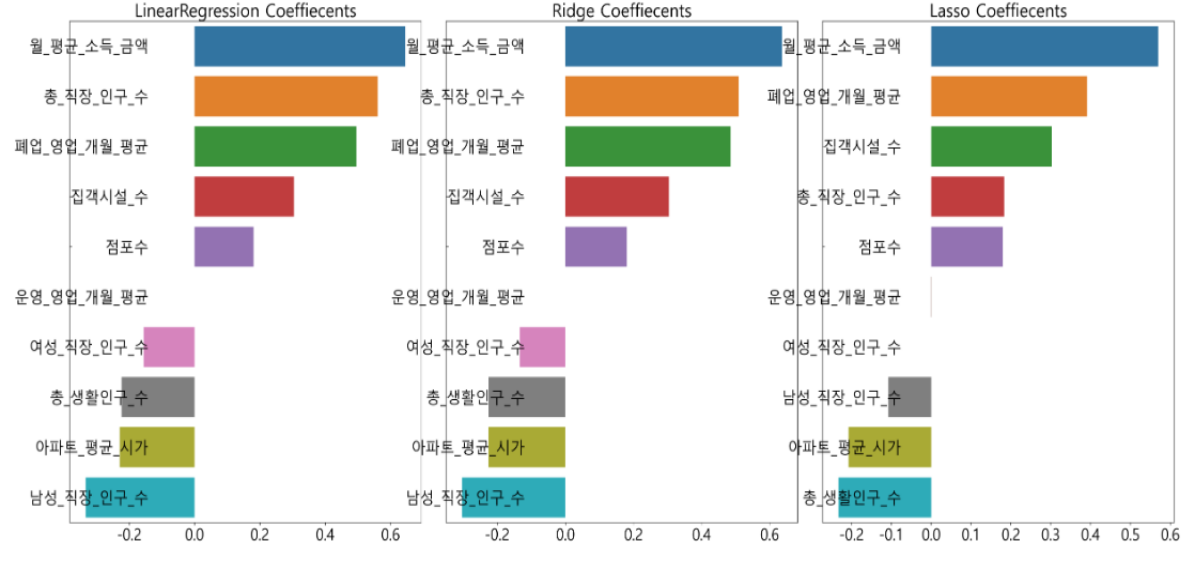 LinearRegression Coeffiecents
월_평균_소득_금액
총_직장_인구_수
폐업_영업_개월_평균
집객시설_수
점포수
운영_영업_개월_평균
여성_직장_인구_수
총_생활인구_수
아파트_평균_시가
남성_직장_인구_수
-0.2 0.0 0.2 0.4 0.6
Ridge Coeffiecents
월_평균_소득_금액
총_직장_인구_수
폐업_영업_개월_평균
집객시설_수
점포수
운영_영업_개월_평균
여성_직장_인구_수
총_생활인구_수
아파트_평균_시가
남성_직장_인구_수
-0.2 0.0 0.2 0.4 0.6
Lasso Coeffiecents
월_평균_소득_금액
폐업_영업_개월_평균
집객시설_수
총_직장_인구_수
점포수
운영_영업_개월_평균
여성_직장_인구_수
남성_직장_인구_수
아파트_평균_시가
총_생활인구_수
-0.2 -0.1 0.0 0.1 0.2 0.3 0.4 0.5 0.6